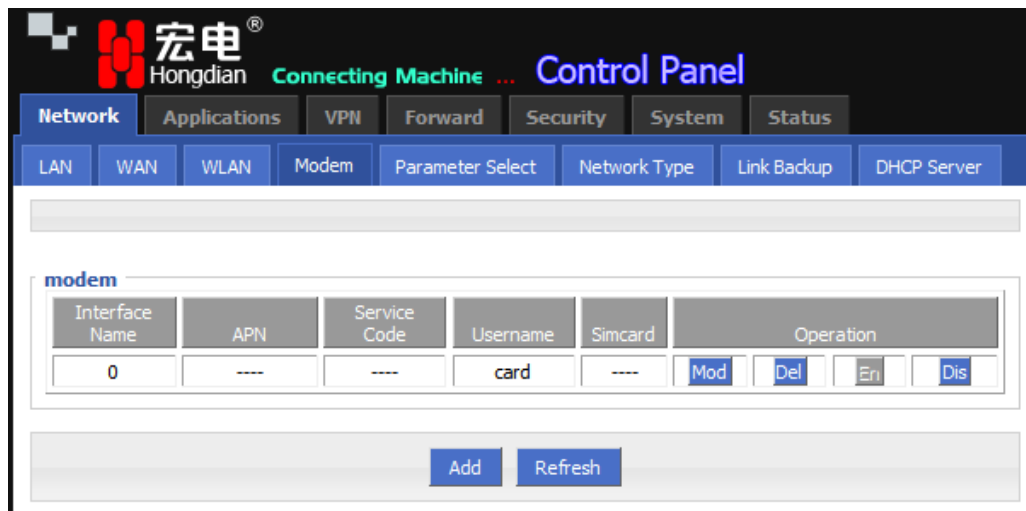 宏电®
Hongdian Connecting Machine ... Control Panel
Network Applications VPN Forward Security System Status
LAN WAN WLAN Modem Parameter Select Network Type Link Backup DHCP Server
modem
Interface Name APN Service Code Username Simcard Operation
0 ---- ---- card ---- Mod Del En Dis
Add Refresh